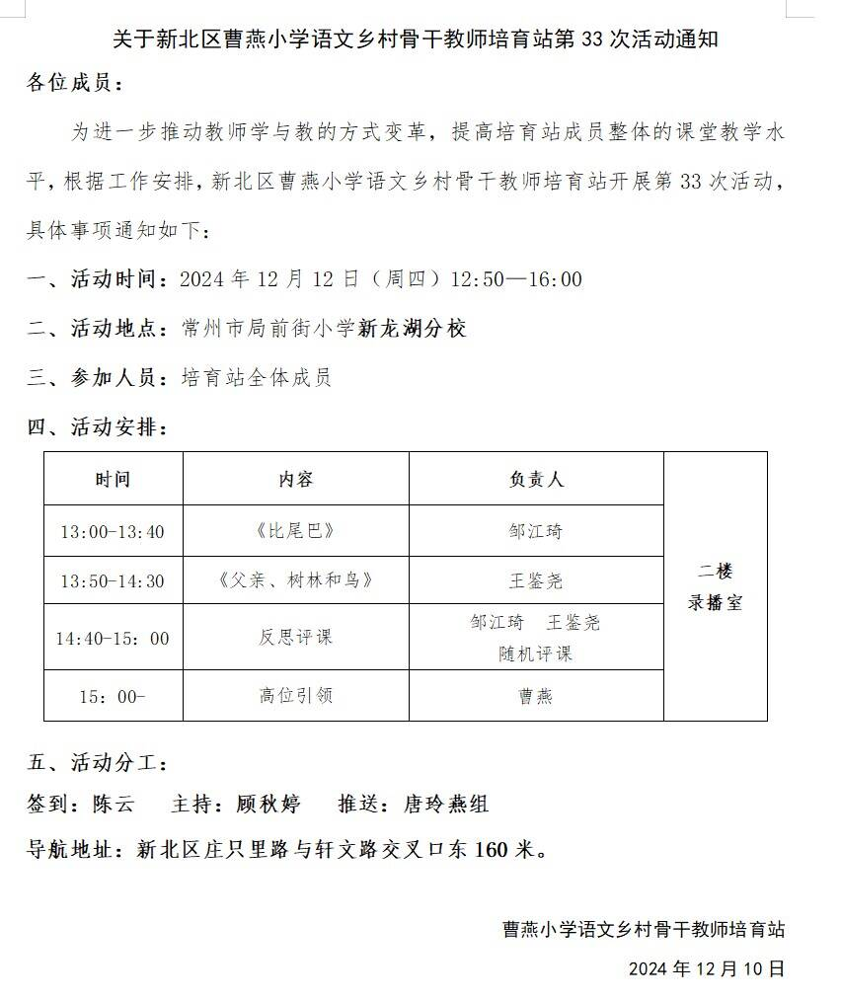 关于新北区曹燕小学语文乡村骨干教师培育站第 33 次活动通知
各位成员：
为进一步推动教师学与教的方式变革，提高培育站成员整体的课堂教学水
平，根据工作安排，新北区曹燕小学语文乡村骨干教师培育站开展第 33 次活动，
具体事项通知如下：
一、活动时间：2024 年 12 月 12 日（周四）12:50—16:00
二、活动地点：常州市局前街小学新龙湖分校
三、参加人员：培育站全体成员
四、活动安排：
时间 内容 负责人
13:00-13:40 《比尾巴》 邹江琦
13:50-14:30 《父亲、树林和鸟》 王鉴尧
二楼
录播室
14:40-15：00 反思评课 邹江琦 王鉴尧
随机评课
15：00- 高位引领 曹燕
五、活动分工：
签到：陈云 主持：顾秋婷 推送：唐玲燕组
导航地址：新北区庄只里路与轩文路交叉口东 160 米。
曹燕小学语文乡村骨干教师培育站
2024 年 12 月 10 日